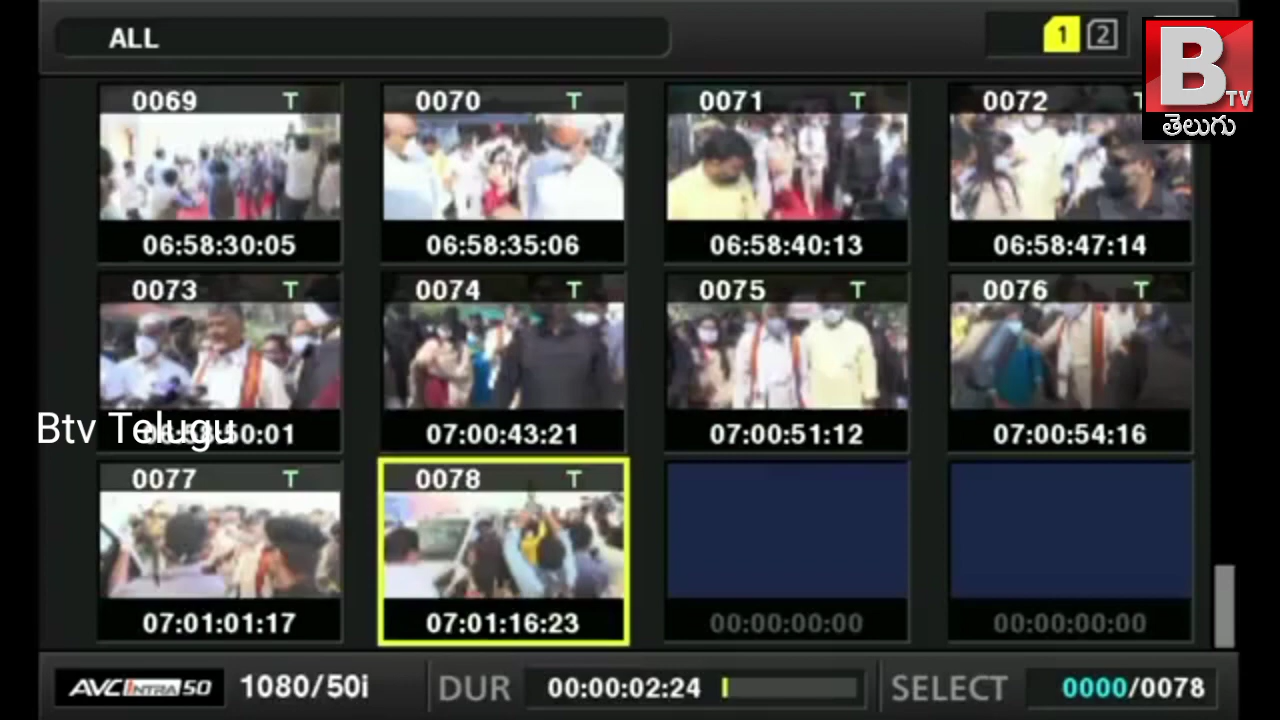 ALL
1 2
B TV
తెలుగు
0069 T 0070 T 0071 T 0072 T
06:58:30:05 06:58:35:06 06:58:40:13 06:58:47:14
0073 T 0074 T 0075 T 0076 T
Btv Telugu
07:00:43:21 07:00:51:12 07:00:54:16
0077 T 0078 T
07:01:01:17 07:01:16:23 00:00:00:00 00:00:00:00
AVC INTRA 50 1080/50i DUR 00:00:02:24 SELECT 0000/0078